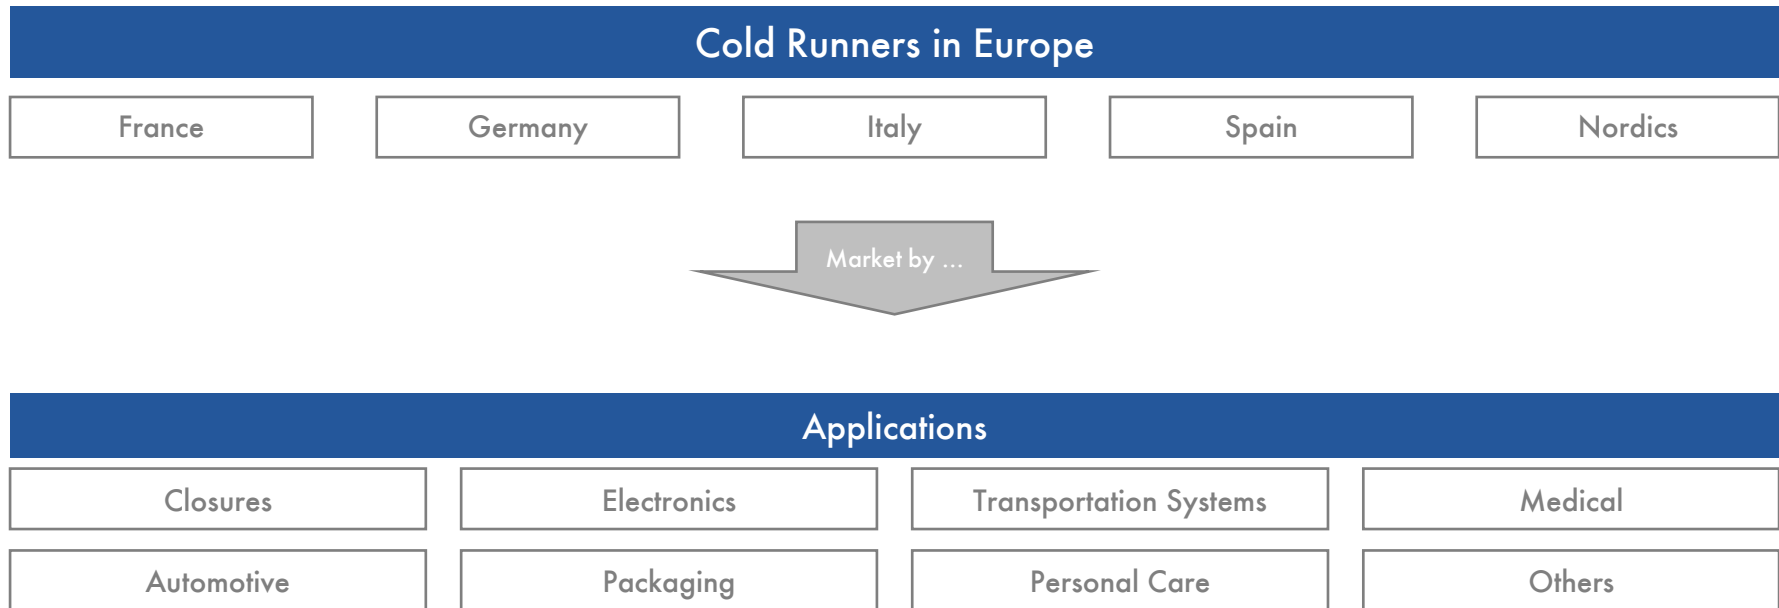 Cold Runners in Europe
France
Germany
Italy
Spain
Nordics
Market by ...
Applications
Closures
Electronics
Transportation Systems
Medical
Automotive
Packaging
Personal Care
Others